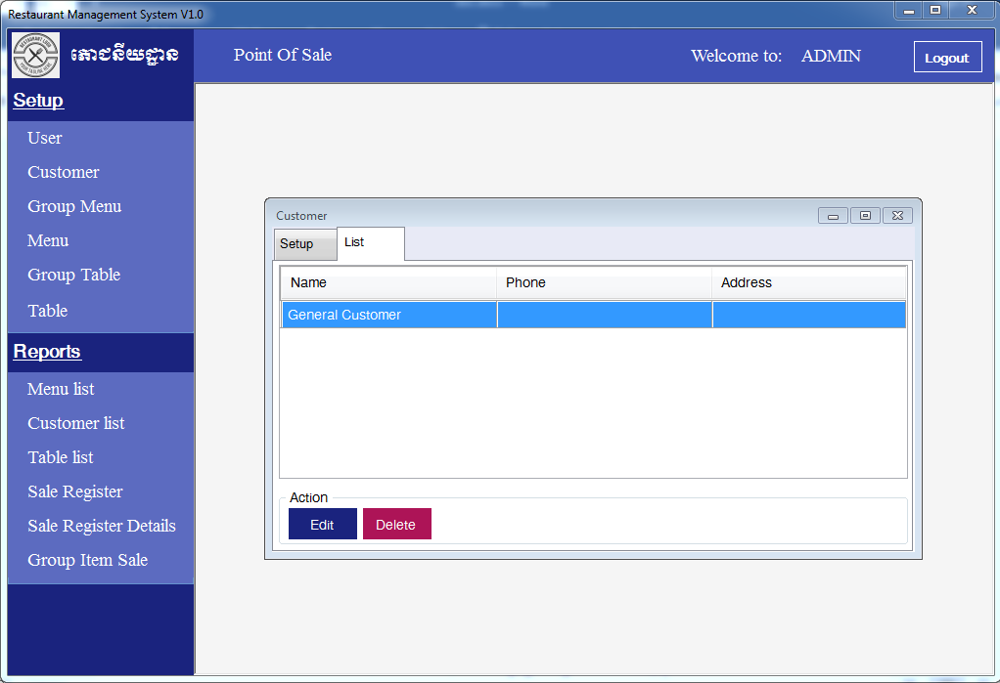 Restaurant Management System V1.0
ភោជនីយដ្ឋាន
Point Of Sale
Welcome to: ADMIN
Logout
Setup
User
Customer
Group Menu
Menu
Group Table
Table
Reports
Menu list
Customer list
Table list
Sale Register
Sale Register Details
Group Item Sale
Customer
Setup List
Name Phone Address
General Customer
Action
Edit Delete